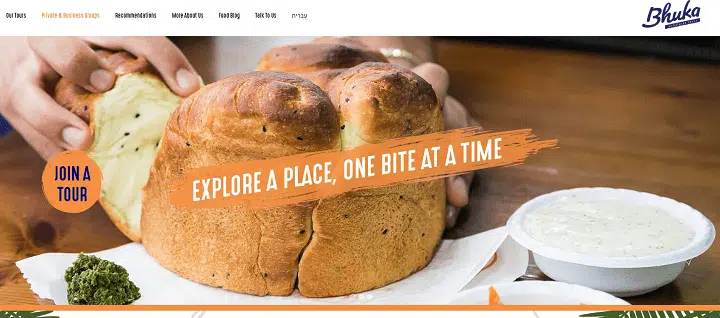 Our Tours
Private & Business Groups
Recommendations
More About Us
Food Blog
Talk To Us
עברית
Bhuka
JOIN A
TOUR
EXPLORE A PLACE, ONE BITE AT A TIME